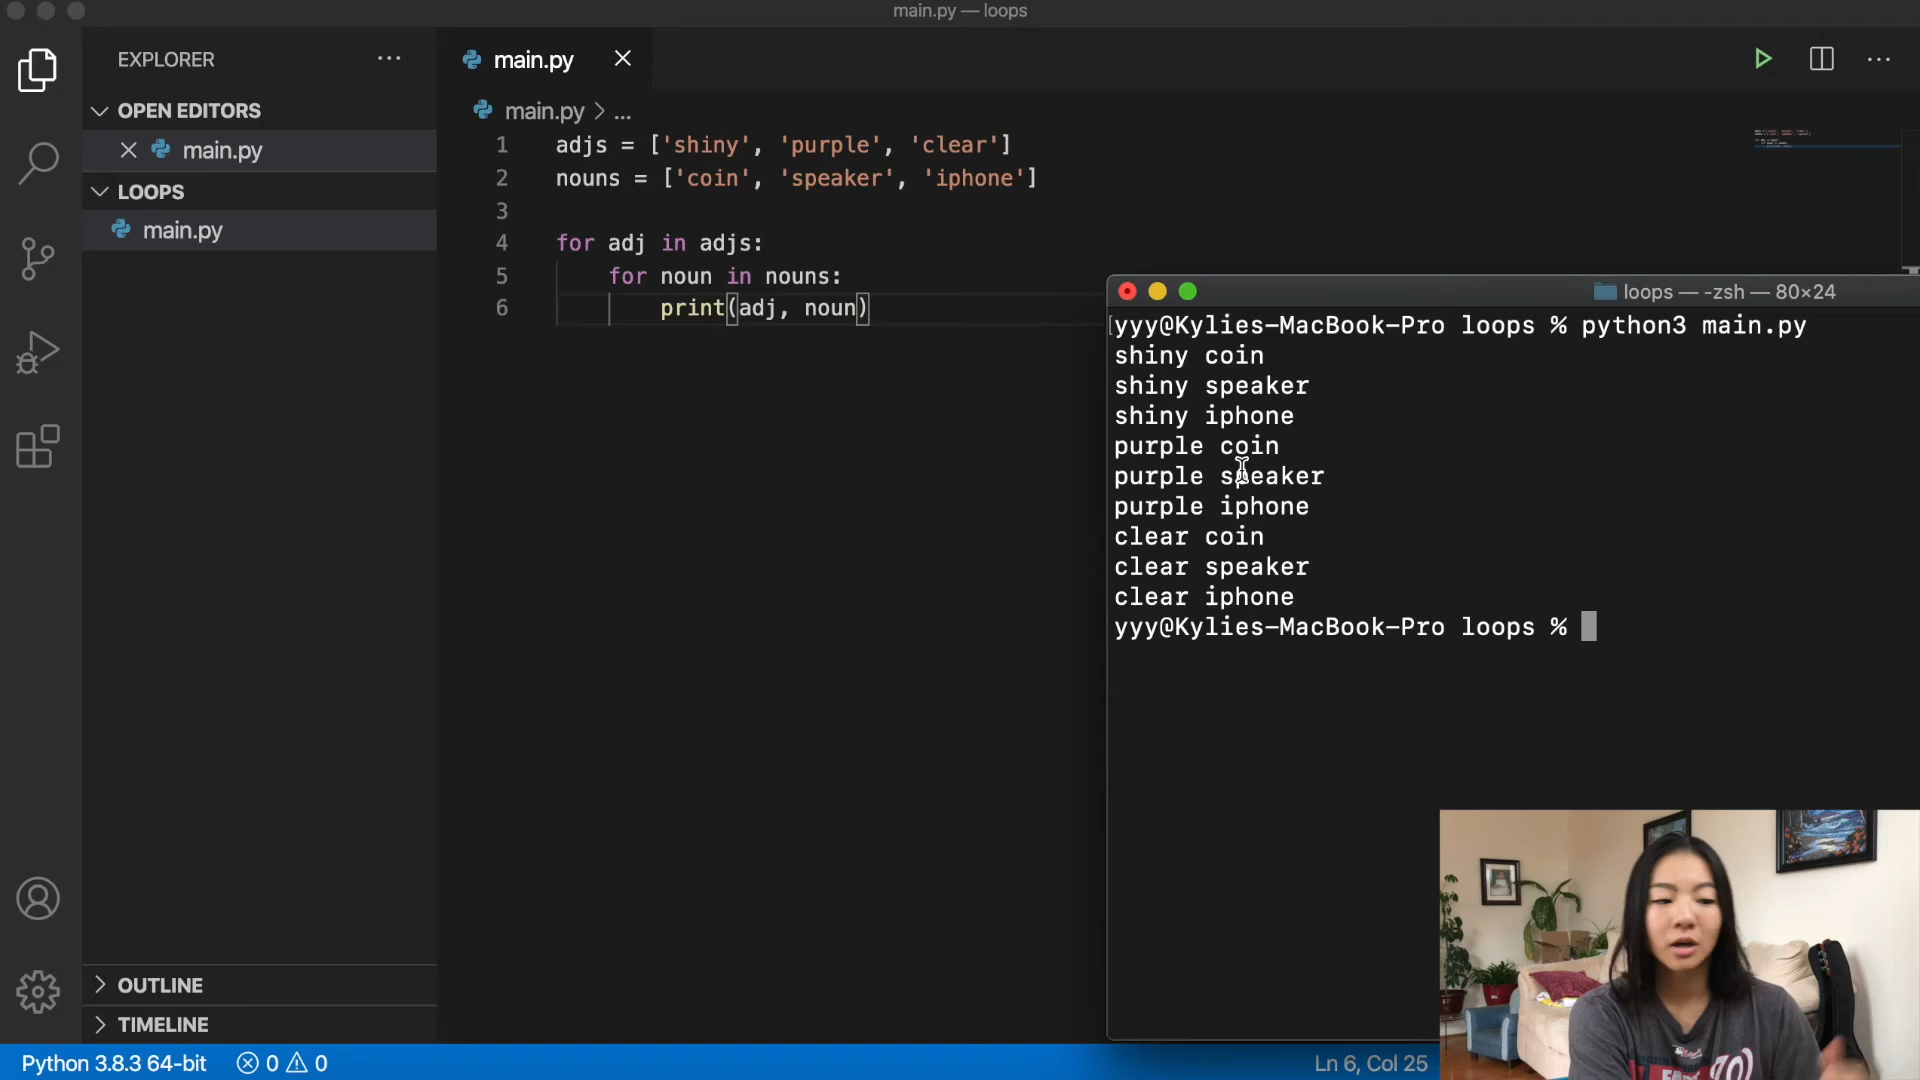 main.py — loops
EXPLORER
OPEN EDITORS
main.py
LOOPS
main.py
OUTLINE
TIMELINE
main.py
main.py > ...
1 adjs = ['shiny', 'purple', 'clear']
2 nouns = ['coin', 'speaker', 'iphone']
3
4 for adj in adjs:
5 for noun in nouns:
6 print(adj, noun)
loops — -zsh — 80×24
yyy@Kylies-MacBook-Pro loops % python3 main.py
shiny coin
shiny speaker
shiny iphone
purple coin
purple speaker
purple iphone
clear coin
clear speaker
clear iphone
yyy@Kylies-MacBook-Pro loops %
Python 3.8.3 64-bit 0 0
Ln 6, Col 25